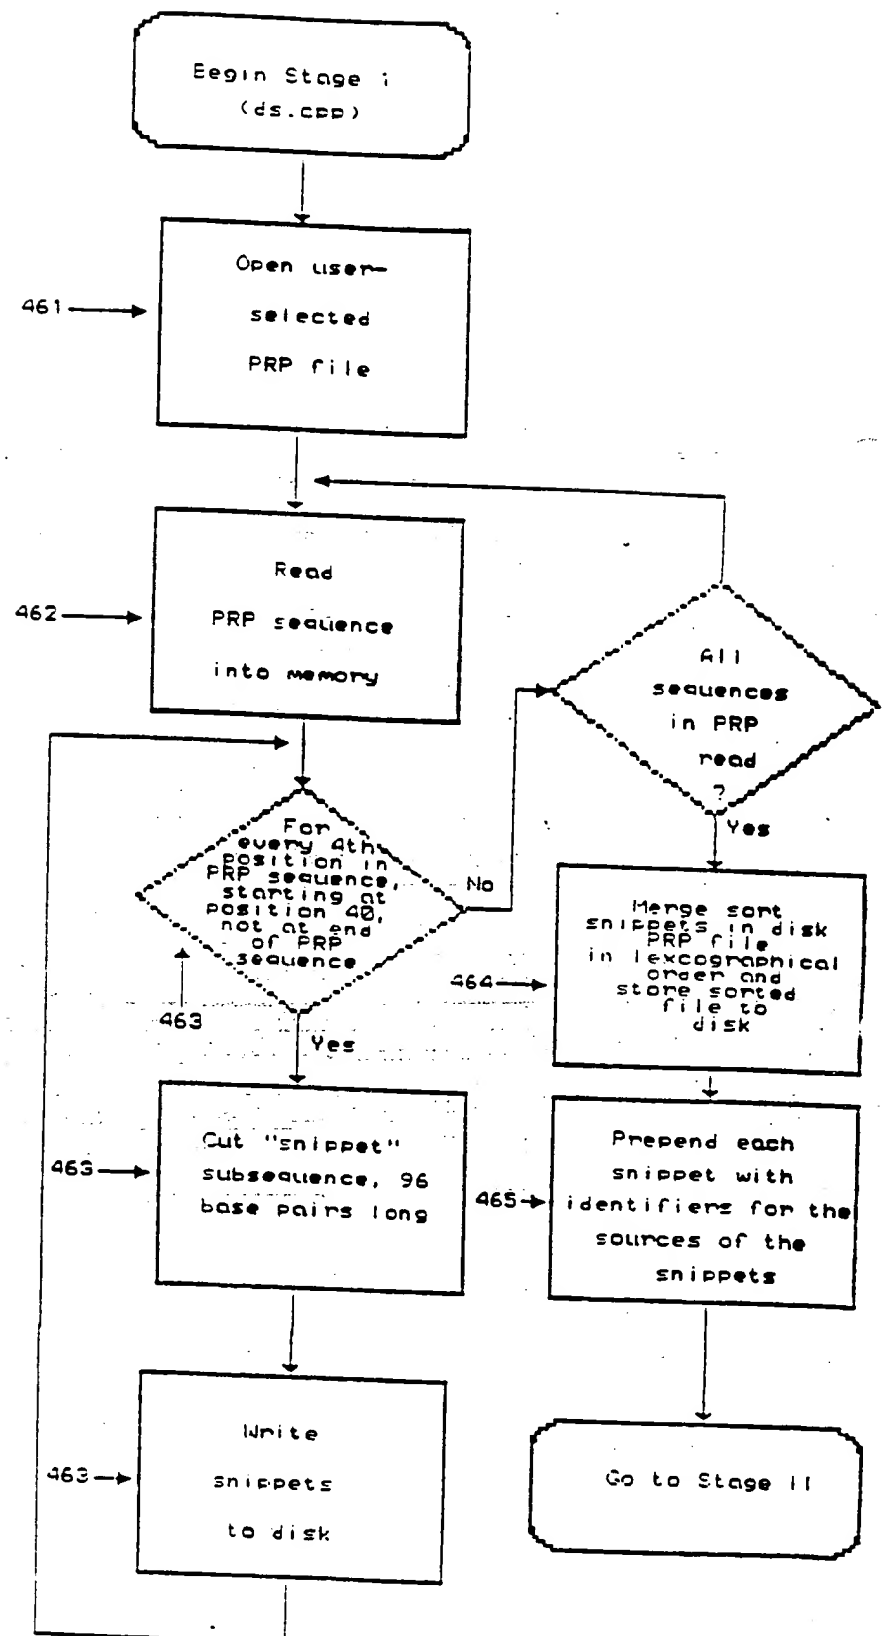 Begin Stage i
(ds.cpp)
Open user-
selected
PRP file
461
Read
PRP sequence
into memory
462
For
every 4th
position in
PRP sequence,
starting at
position 40,
not at end
of PRP
sequence
463
No
Yes
Cut "snippet"
subsequence, 96
base pairs long
463
Write
snippets
to disk
463
All
sequences
in PRP
read
?
Yes
Merge sort
snippets in disk
PRP file
in lexcographical
order and
store sorted
file to
disk
464
Prepend each
snippet with
identifiers for the
sources of the
snippets
465
Go to Stage II